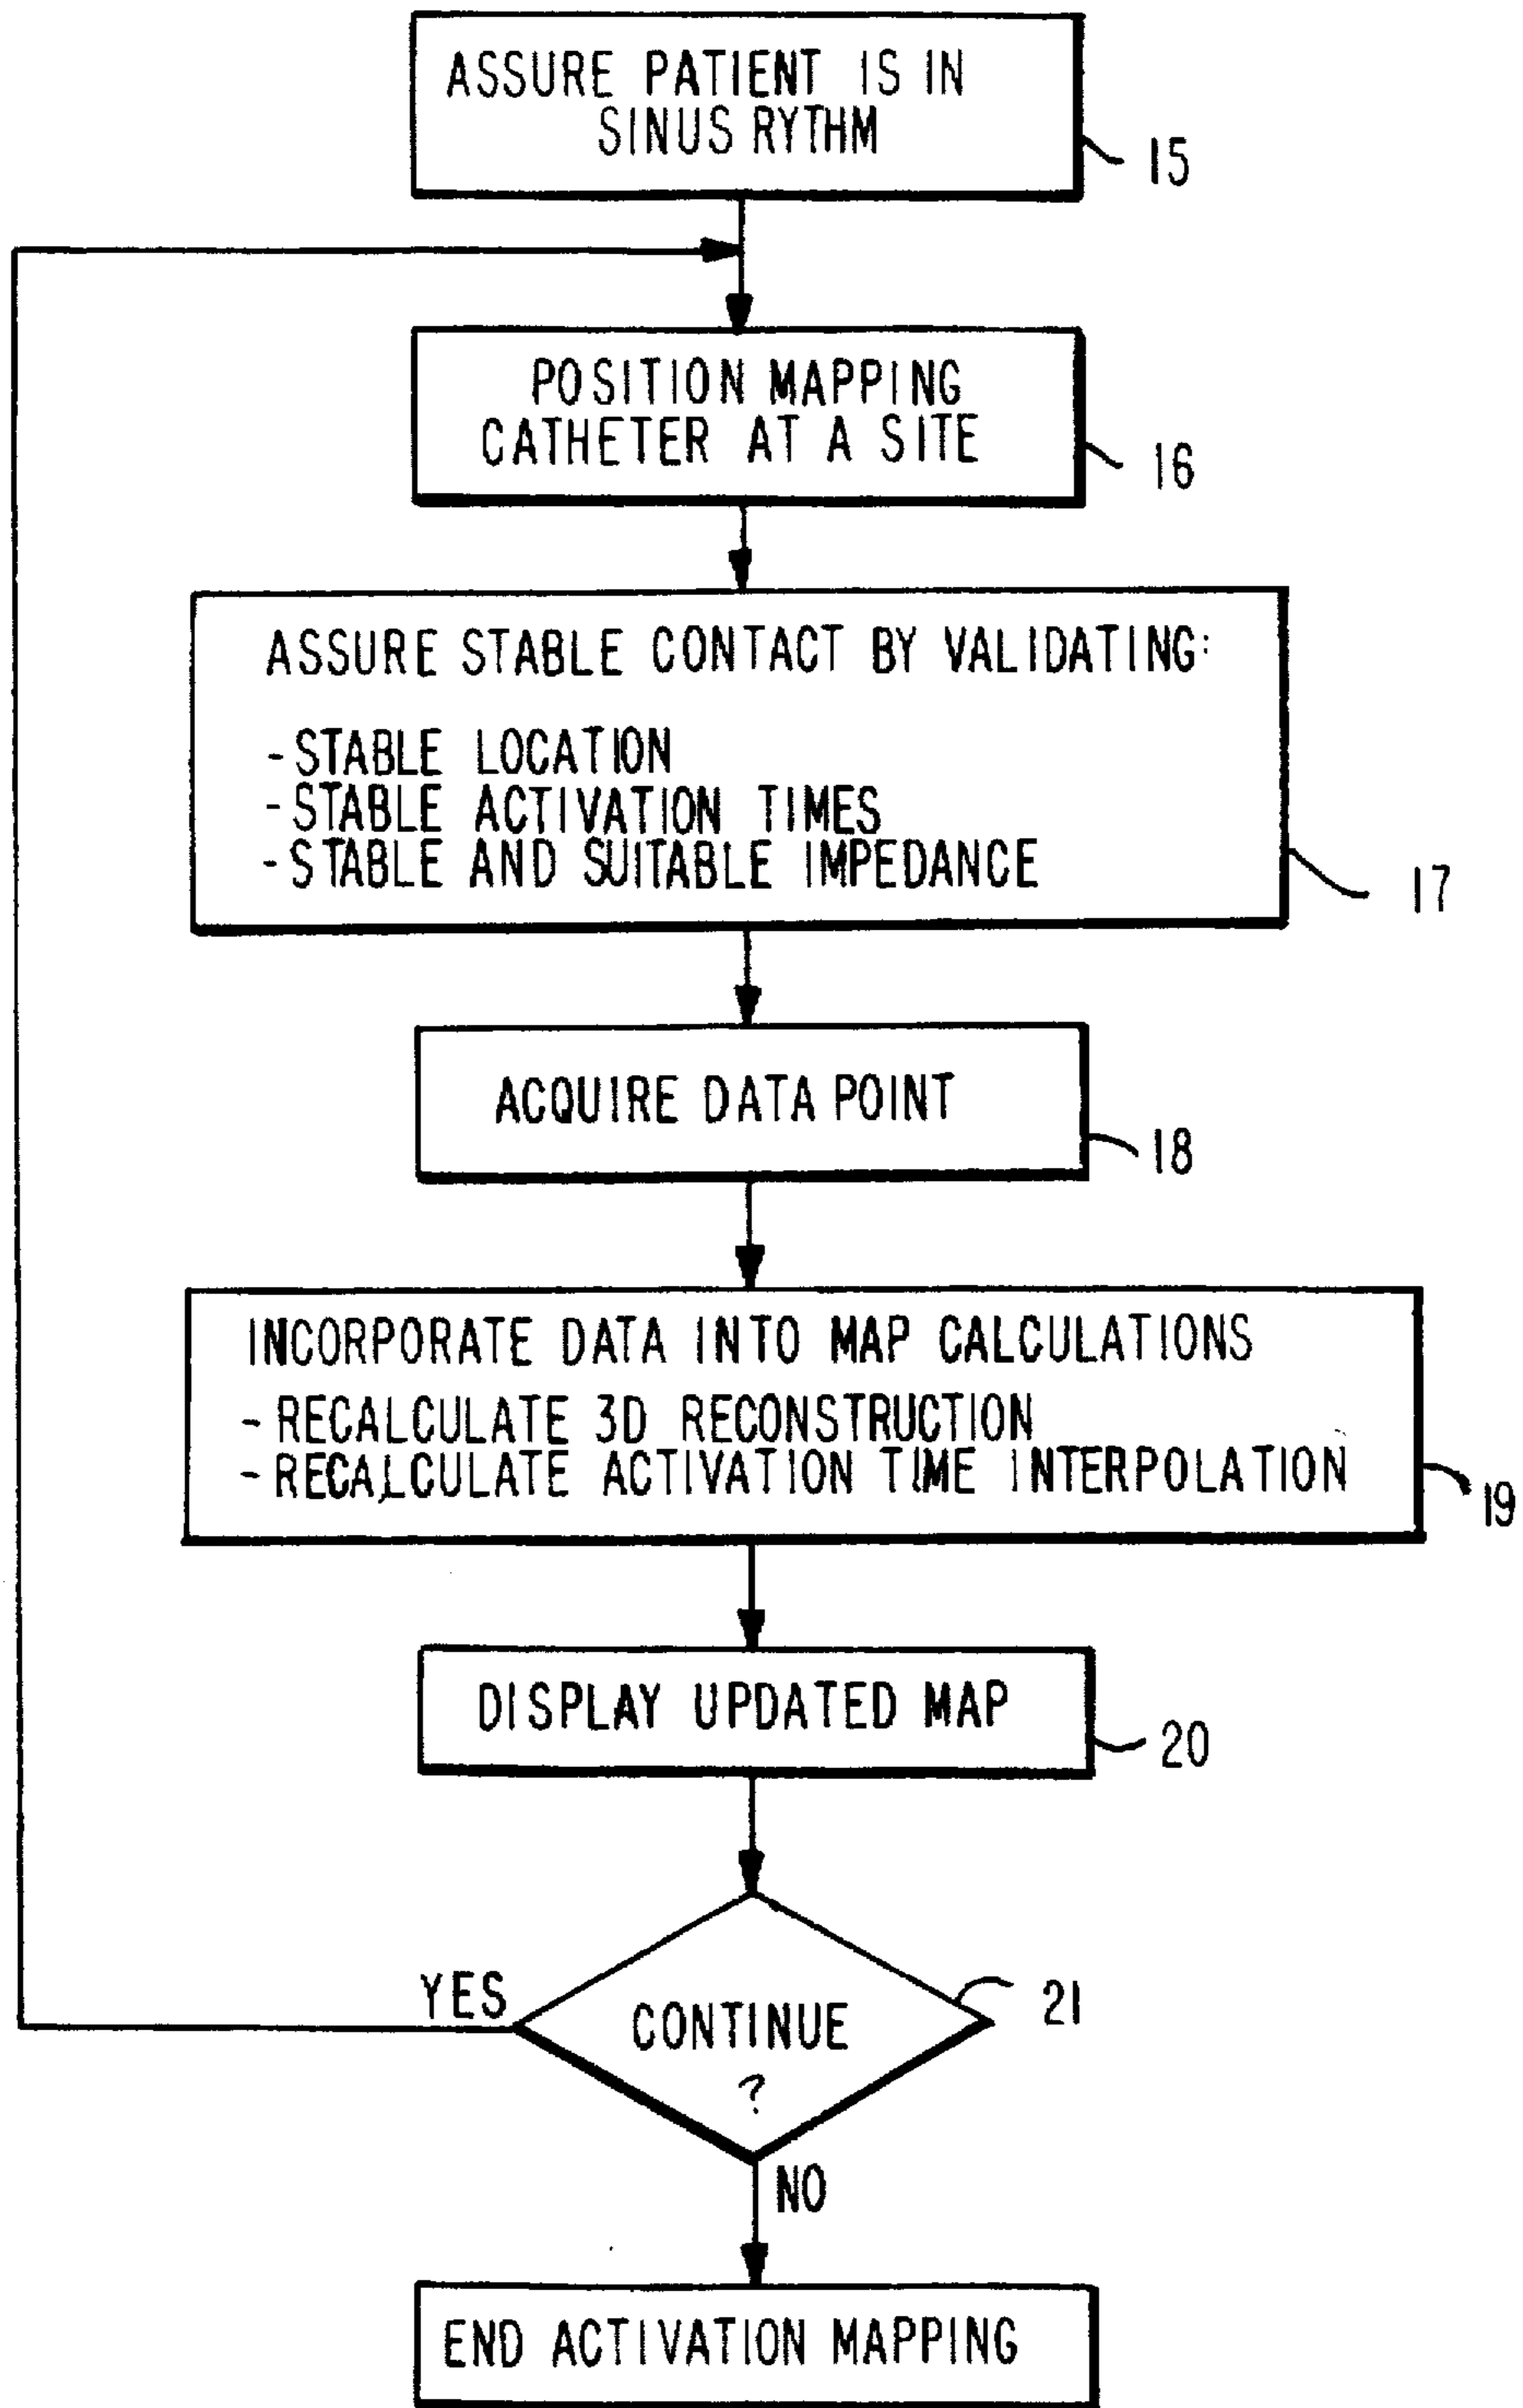 ASSURE PATIENT IS IN
SINUS RYTHM
15
POSITION MAPPING
CATHETER AT A SITE
16
ASSURE STABLE CONTACT BY VALIDATING:
-STABLE LOCATION
-STABLE ACTIVATION TIMES
-STABLE AND SUITABLE IMPEDANCE
17
ACQUIRE DATA POINT
18
INCORPORATE DATA INTO MAP CALCULATIONS
-RECALCULATE 3D RECONSTRUCTION
-RECALCULATE ACTIVATION TIME INTERPOLATION
19
DISPLAY UPDATED MAP
20
YES
CONTINUE
?
21
NO
END ACTIVATION MAPPING